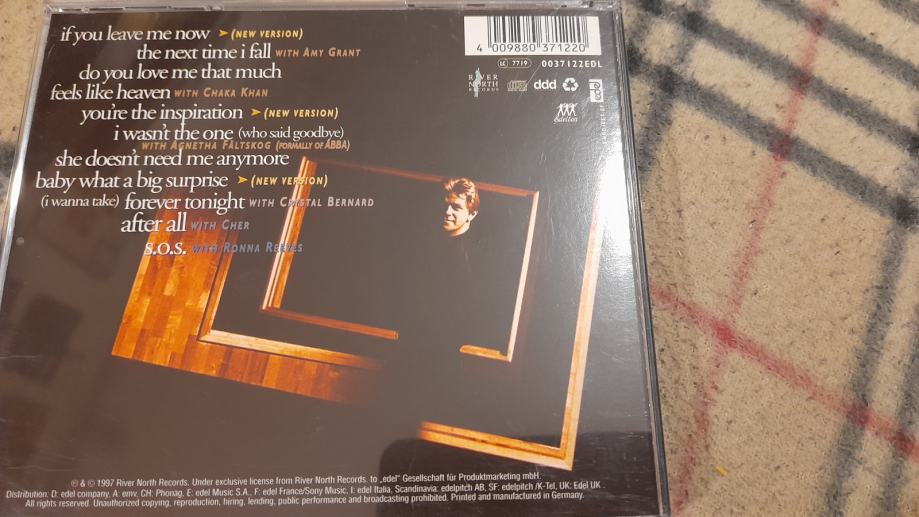 if you leave me now ➤ (NEW VERSION)
the next time i fall WITH AMY GRANT
do you love me that much
feels like heaven WITH CHAKA KHAN
you're the inspiration ➤ (NEW VERSION)
i wasn't the one (who said goodbye)
WITH AGNETHA FALTSKOG (FORMALLY OF ABBA)
she doesn't need me anymore
baby what a big surprise ➤ (NEW VERSION)
(i wanna take) forever tonight WITH CRYSTAL BERNARD
after all WITH CHER
s.o.s. WITH RONNA REEVES
4 009880 371220
LC 7719 0037122EDL
RIVER NORTH RECORDS
ddd
edelton
℗ & © 1997 River North Records. Under exclusive license from River North Records. to „edel" Gesellschaft für Produktmarketing mbH.
Distribution: D: edel company, A: emv, CH: Phonag, E: edel Music S.A., F: edel France/Sony Music, I: edel Italia, Scandinavia: edelpitch AB, SF: edelpitch /K-Tel, UK: Edel UK .
All rights reserved. Unauthorized copying, reproduction, hiring, lending, public performance and broadcasting prohibited. Printed and manufactured in Germany.